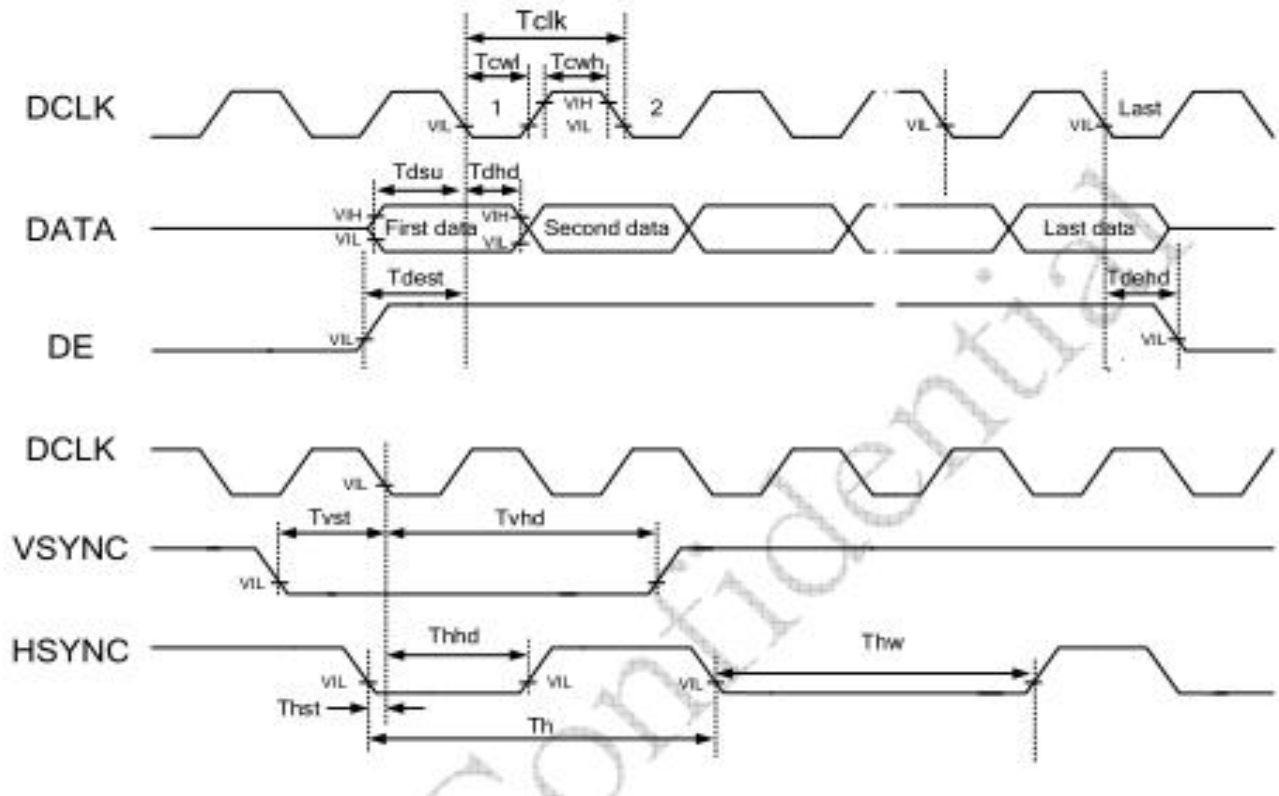 Tclk
Tcwl Tcwh
DCLK 1 VIH 2 Last
VIL VIL VIL VIL
Tdsu Tdhd
VIH VIH
DATA First data Second data Last data
VIL VIL
Tdest Tdehd
DE VIL VIL
DCLK
VIL
Tvst Tvhd
VSYNC
VIL
HSYNC Thhd Thw
VIL VIL VIL
Thst
Th
Confidential